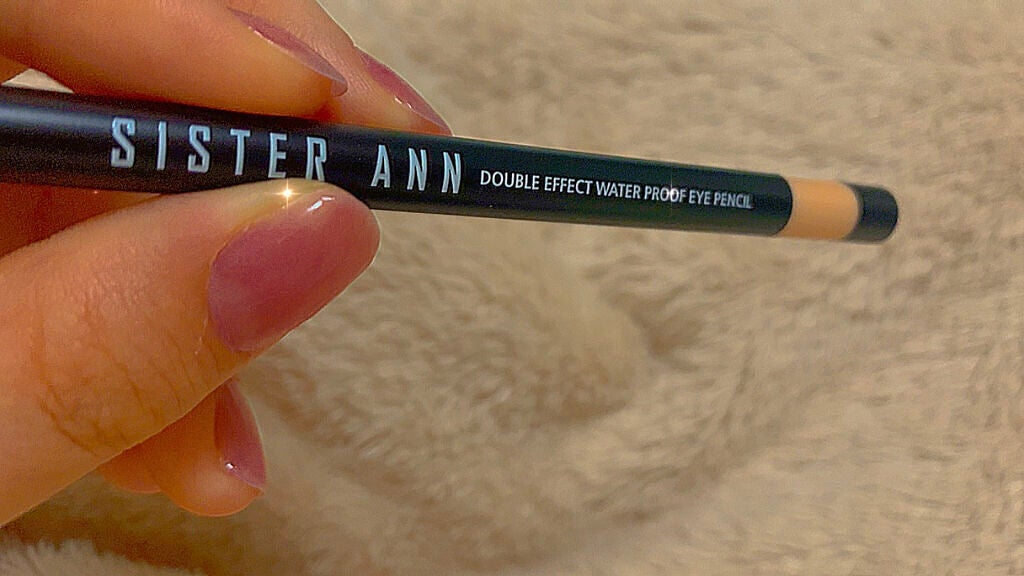 SISTER ANN DOUBLE EFFECT WATER PROOF EYE PENCIL